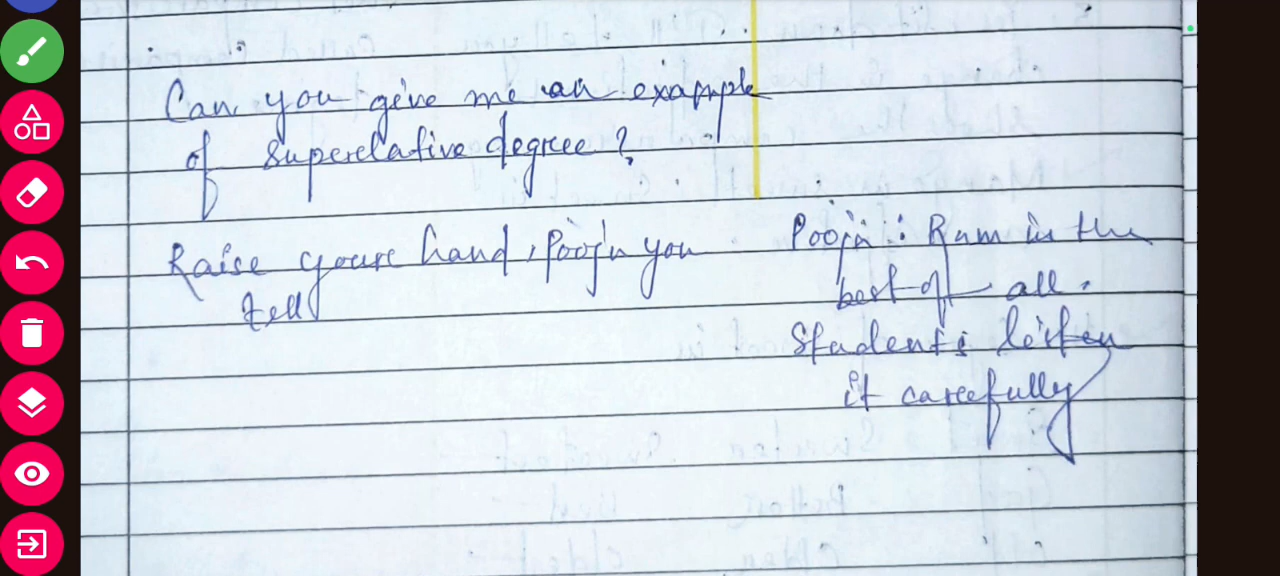 Can you give me an example
of Superelative degree?
Raise your hand, Pooja you
tell
Pooja : Ram is the
best of all.
Students listen
it carefully